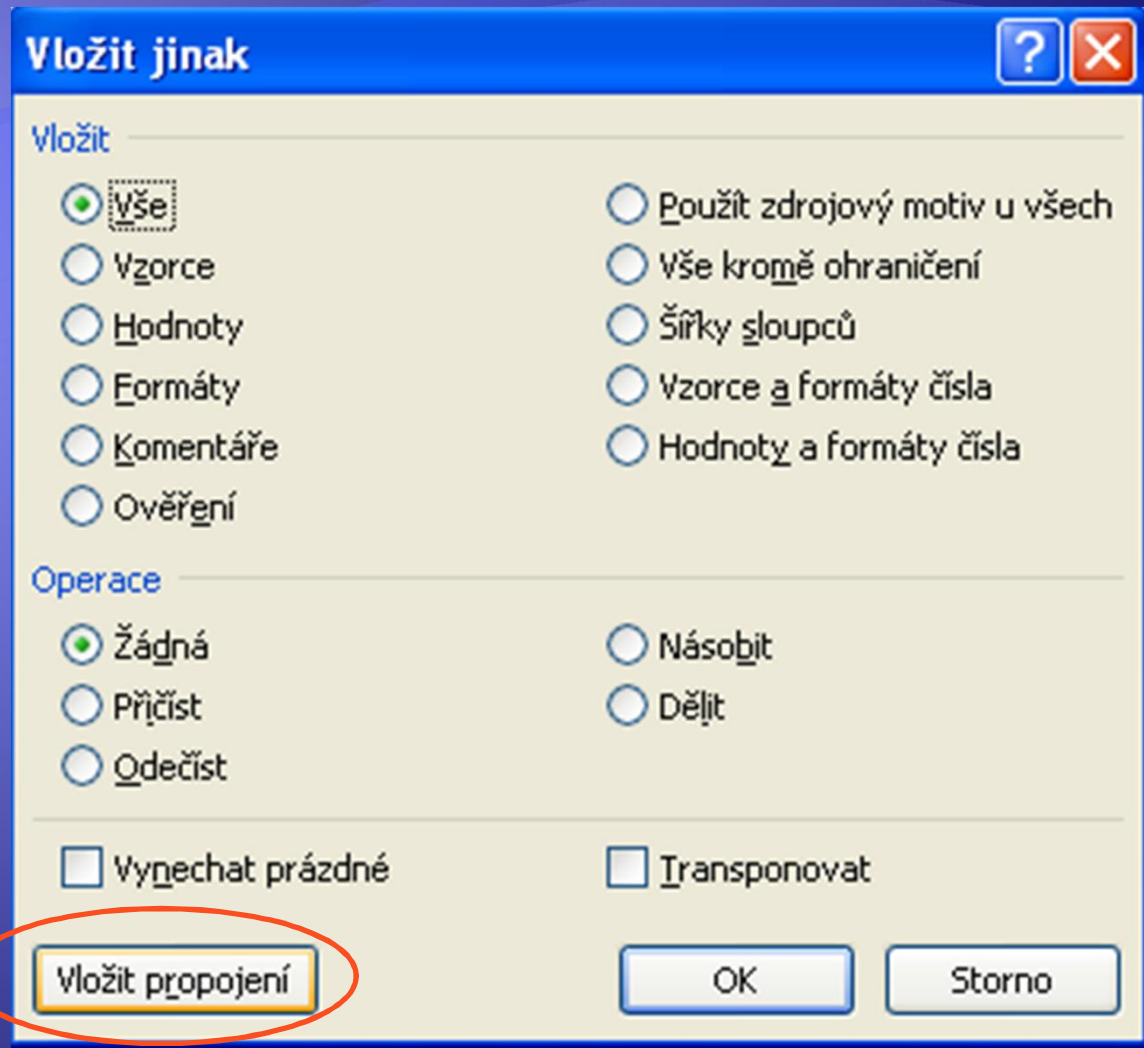 Vložit jinak
Vložit
Vše
Použít zdrojový motiv u všech
Vzorce
Vše kromě ohraničení
Hodnoty
Šířky sloupců
Formáty
Vzorce a formáty čísla
Komentáře
Hodnoty a formáty čísla
Ověření
Operace
Žádná
Násobit
Přičíst
Dělit
Odečíst
Vynechat prázdné
Transponovat
Vložit propojení
OK
Storno